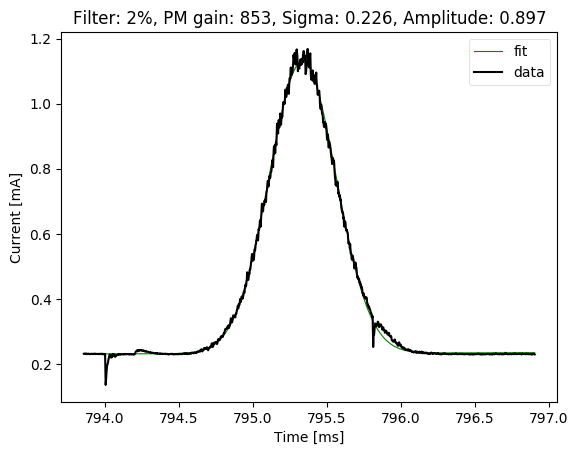 Filter: 2%, PM gain: 853, Sigma: 0.226, Amplitude: 0.897
fit
data
1.2
1.0
0.8
0.6
0.4
0.2
Current [mA]
794.0 794.5 795.0 795.5 796.0 796.5 797.0
Time [ms]